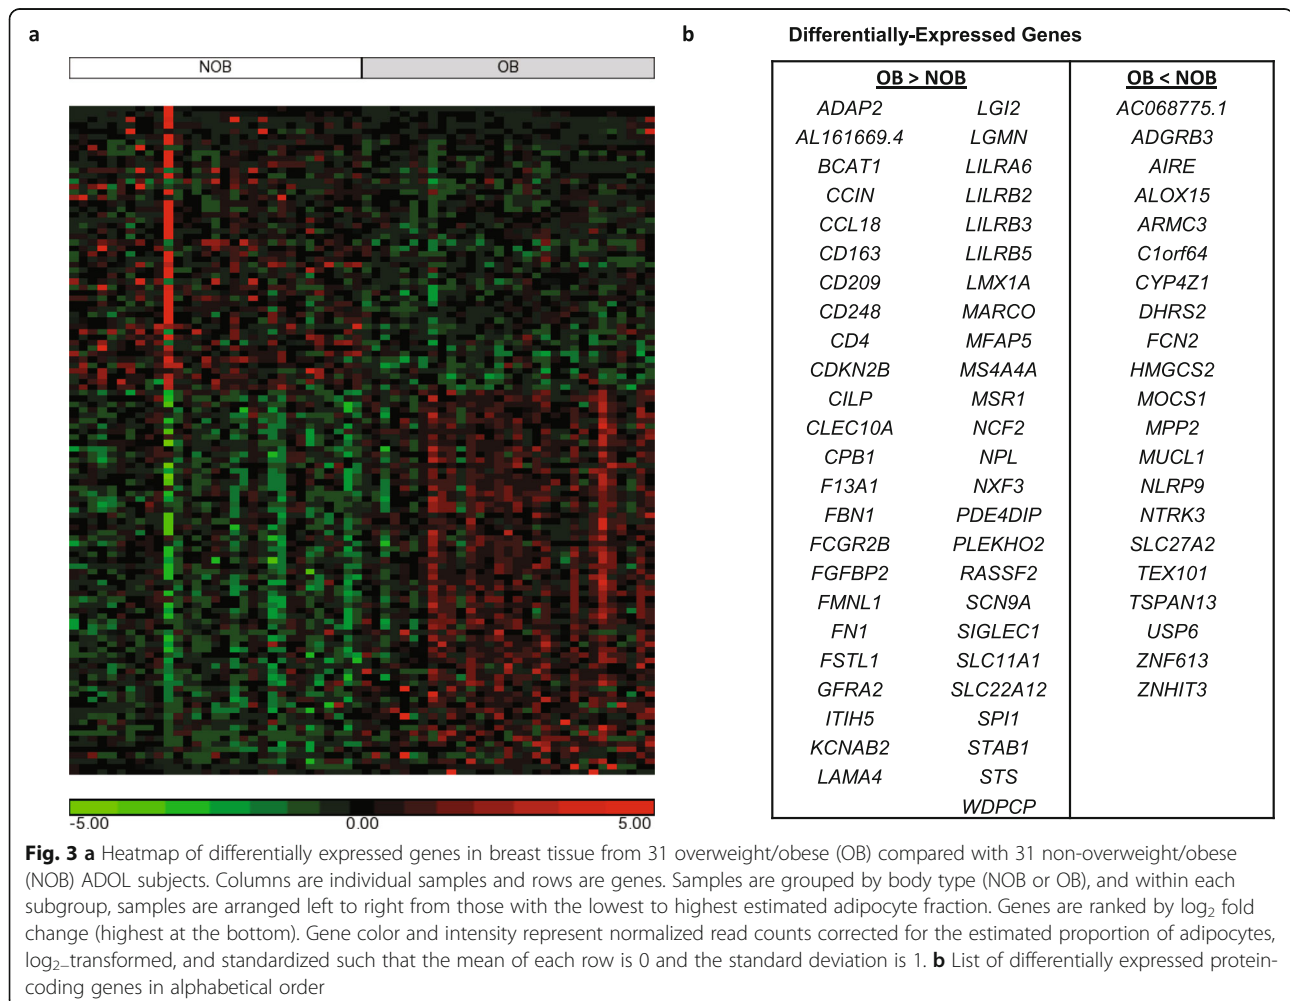 a
NOB OB
-5.00 0.00 5.00
b Differentially-Expressed Genes
OB > NOB OB < NOB
ADAP2 LGI2 AC068775.1
AL161669.4 LGMN ADGRB3
BCAT1 LILRA6 AIRE
CCIN LILRB2 ALOX15
CCL18 LILRB3 ARMC3
CD163 LILRB5 C1orf64
CD209 LMX1A CYP4Z1
CD248 MARCO DHRS2
CD4 MFAP5 FCN2
CDKN2B MS4A4A HMGCS2
CILP MSR1 MOCS1
CLEC10A NCF2 MPP2
CPB1 NPL MUCL1
F13A1 NXF3 NLRP9
FBN1 PDE4DIP NTRK3
FCGR2B PLEKHO2 SLC27A2
FGFBP2 RASSF2 TEX101
FMNL1 SCN9A TSPAN13
FN1 SIGLEC1 USP6
FSTL1 SLC11A1 ZNF613
GFRA2 SLC22A12 ZNHIT3
ITIH5 SPI1
KCNAB2 STAB1
LAMA4 STS
WDPCP
Fig. 3 a Heatmap of differentially expressed genes in breast tissue from 31 overweight/obese (OB) compared with 31 non-overweight/obese
(NOB) ADOL subjects. Columns are individual samples and rows are genes. Samples are grouped by body type (NOB or OB), and within each
subgroup, samples are arranged left to right from those with the lowest to highest estimated adipocyte fraction. Genes are ranked by log₂ fold
change (highest at the bottom). Gene color and intensity represent normalized read counts corrected for the estimated proportion of adipocytes,
log₂₋transformed, and standardized such that the mean of each row is 0 and the standard deviation is 1. b List of differentially expressed protein-
coding genes in alphabetical order